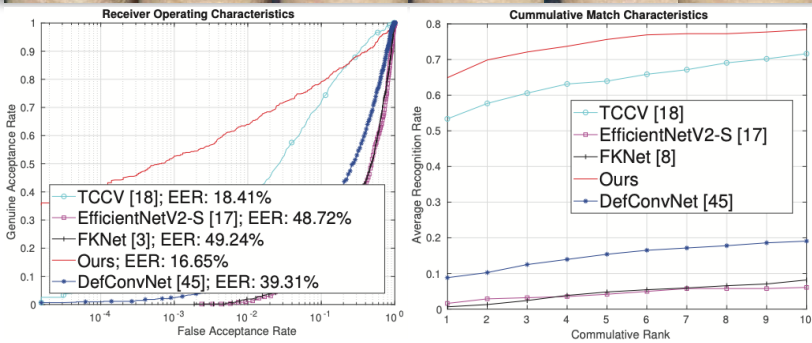 Receiver Operating Characteristics
Genuine Acceptance Rate
1
0.9
0.8
0.7
0.6
0.5
0.4
0.3
0.2
0.1
0
TCCV [18]; EER: 18.41%
EfficientNetV2-S [17]; EER: 48.72%
FKNet [3]; EER: 49.24%
Ours; EER: 16.65%
DefConvNet [45]; EER: 39.31%
10-4 10-3 10-2 10-1 100
False Acceptance Rate
Cummulative Match Characteristics
Average Recognition Rate
0.8
0.7
0.6
0.5
0.4
0.3
0.2
0.1
0
TCCV [18]
EfficientNetV2-S [17]
FKNet [8]
Ours
DefConvNet [45]
1 2 3 4 5 6 7 8 9 10
Commulative Rank